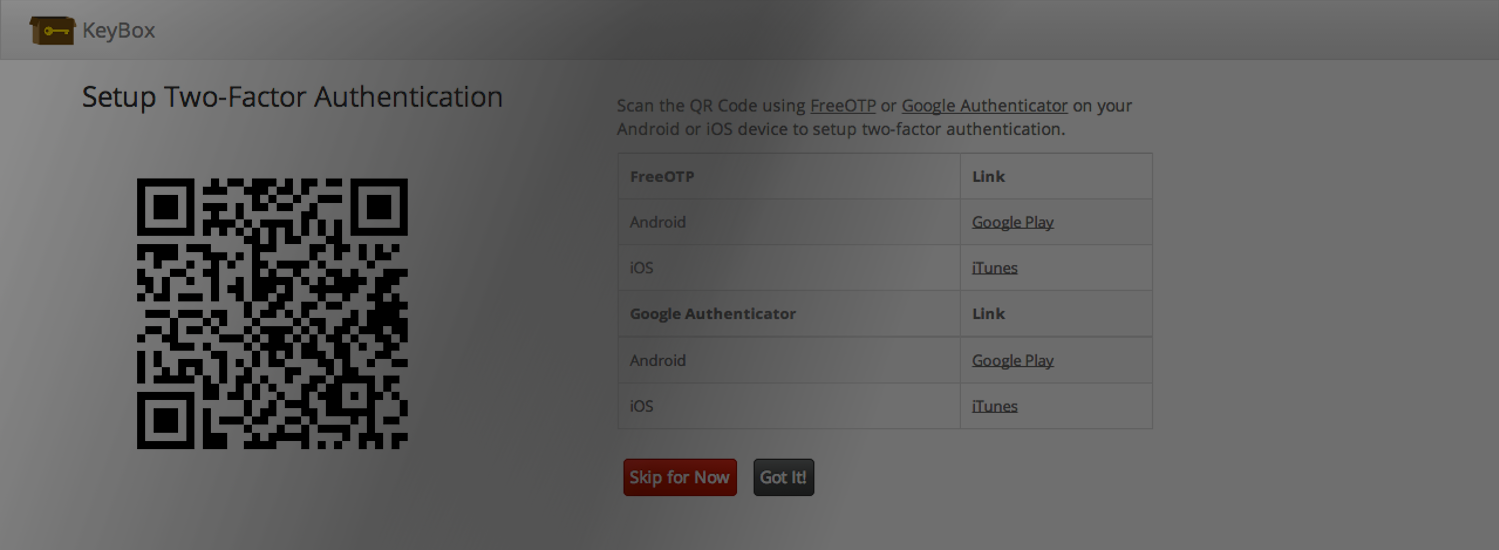 KeyBox
Setup Two-Factor Authentication
Scan the QR Code using FreeOTP or Google Authenticator on your
Android or iOS device to setup two-factor authentication.
FreeOTP Link
Android Google Play
iOS iTunes
Google Authenticator Link
Android Google Play
iOS iTunes
Skip for Now Got It!